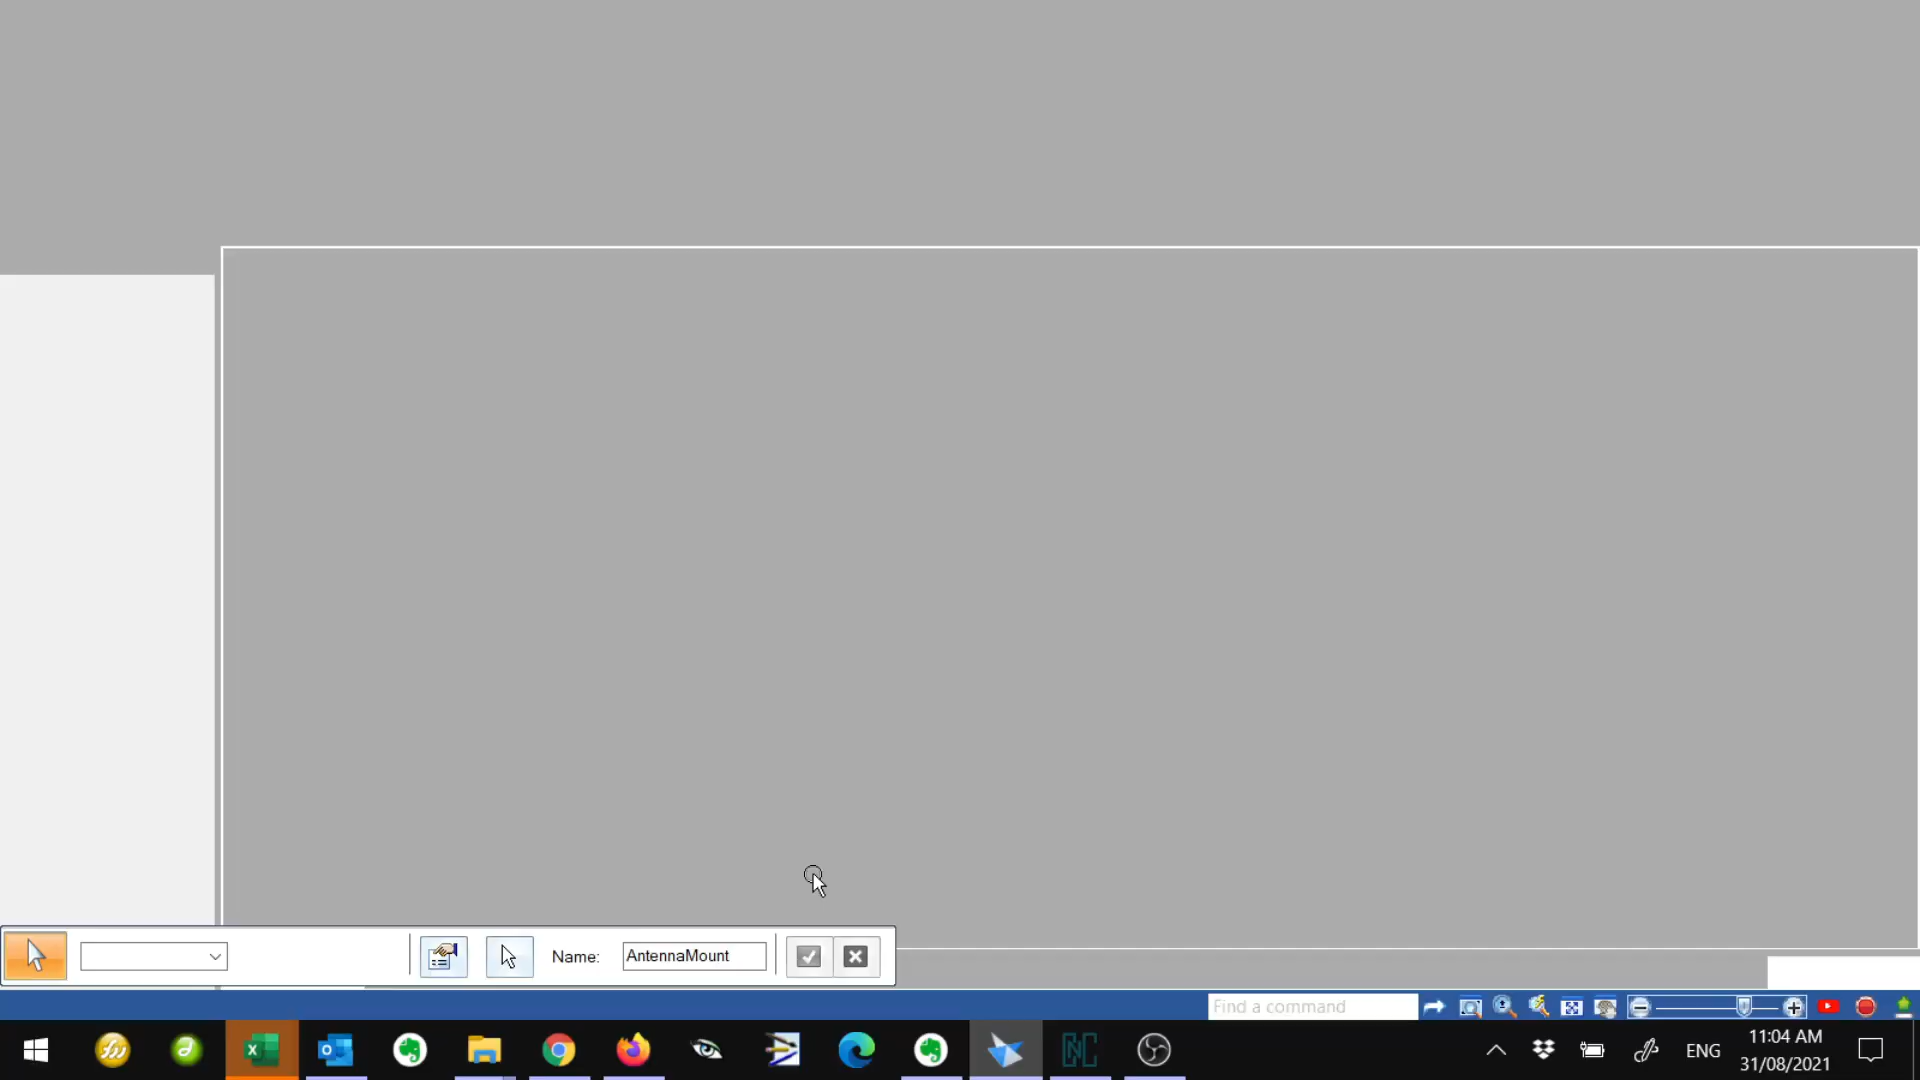 Name: AntennaMount
Find a command
ENG
11:04 AM
31/08/2021